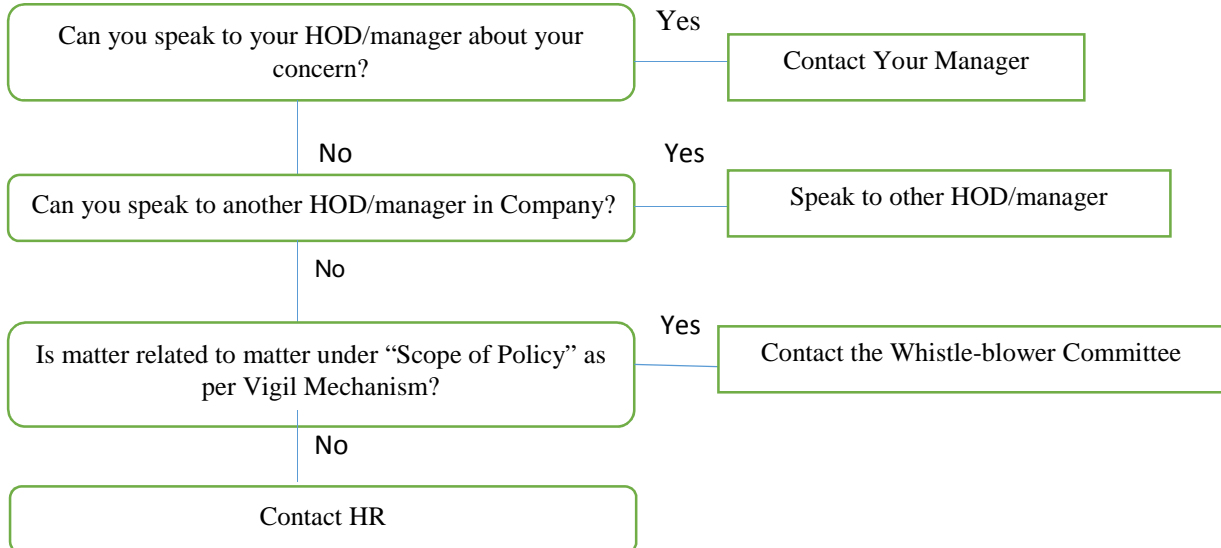 Can you speak to your HOD/manager about your
concern?
Yes
Contact Your Manager
No
Yes
Can you speak to another HOD/manager in Company?
Speak to other HOD/manager
No
Yes
Is matter related to matter under “Scope of Policy” as
per Vigil Mechanism?
Contact the Whistle-blower Committee
No
Contact HR